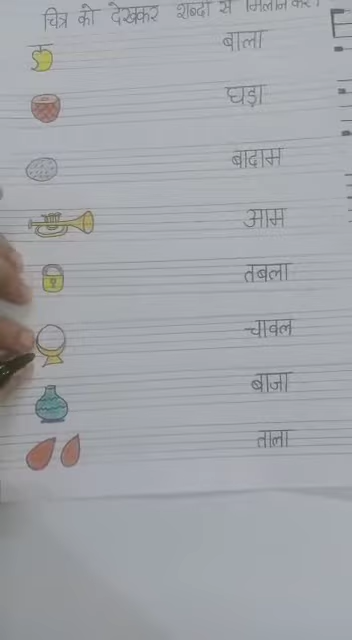 चित्र को देखकर शब्दो से मिलान करो।
बाला
घड़ा
बादाम
आम
तबला
चावल
बाजा
ताला